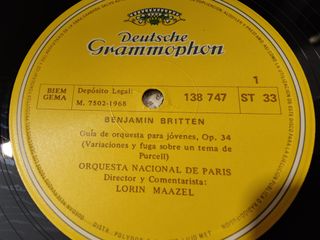 Deutsche
Grammophon
BIEM
GEMA
Depósito Legal:
M. 7502-1968
138 747
1
ST 33
BENJAMIN BRITTEN
Guía de orquesta para jóvenes, Op. 34
(Variaciones y fuga sobre un tema de
Purcell)
ORQUESTA NACIONAL DE PARIS
Director y Comentarista:
LORIN MAAZEL